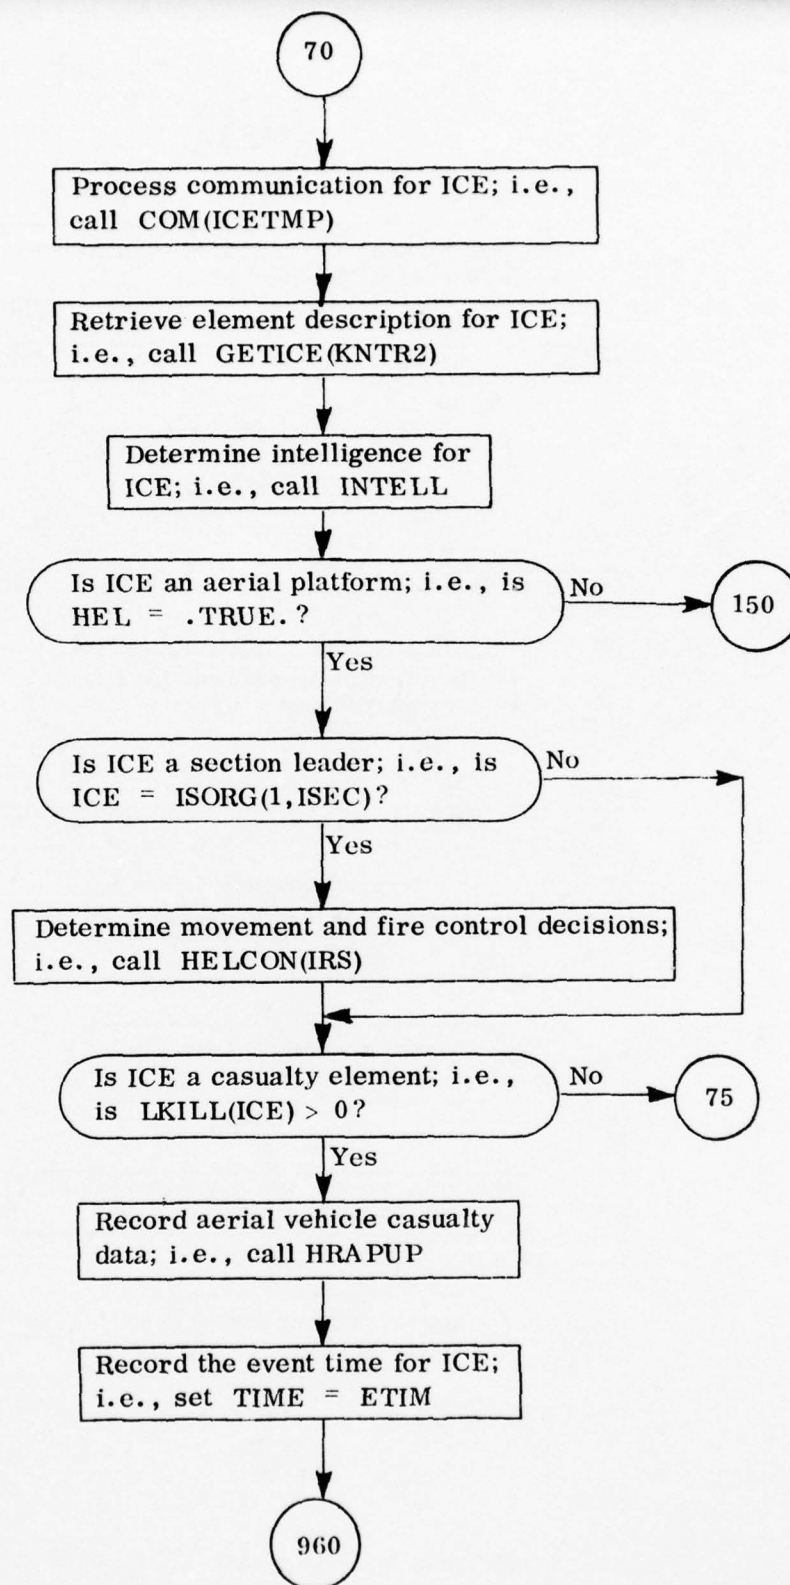 70
Process communication for ICE; i.e.,
call COM(ICETMP)
Retrieve element description for ICE;
i.e., call GETICE(KNTR2)
Determine intelligence for
ICE; i.e., call INTELL
Is ICE an aerial platform; i.e., is
HEL = .TRUE.?
No
150
Yes
Is ICE a section leader; i.e., is
ICE = ISORG(1,ISEC)?
No
Yes
Determine movement and fire control decisions;
i.e., call HELCON(IRS)
Is ICE a casualty element; i.e.,
is LKILL(ICE) > 0?
No
75
Yes
Record aerial vehicle casualty
data; i.e., call HRAPUP
Record the event time for ICE;
i.e., set TIME = ETIM
960